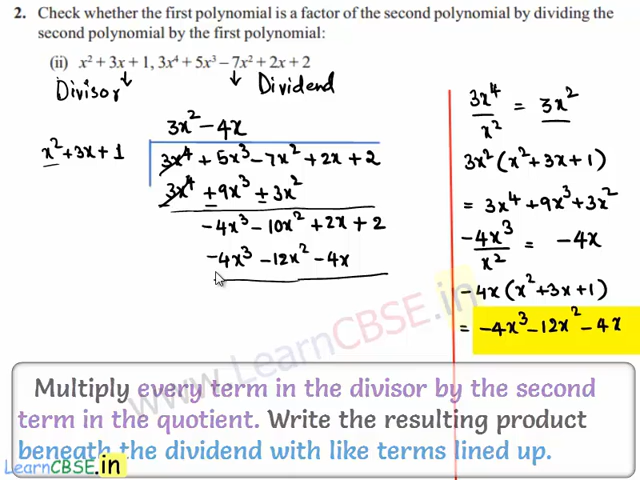 2. Check whether the first polynomial is a factor of the second polynomial by dividing the
second polynomial by the first polynomial:
(ii) x² + 3x + 1, 3x⁴ + 5x³ – 7x² + 2x + 2
Divisor Dividend
3x² - 4x
x² + 3x + 1 3x⁴ + 5x³ - 7x² + 2x + 2
3x⁴ + 9x³ + 3x²
-4x³ - 10x² + 2x + 2
-4x³ - 12x² - 4x
3x⁴/x² = 3x²
3x² (x² + 3x + 1)
= 3x⁴ + 9x³ + 3x²
-4x³/x² = -4x
-4x (x² + 3x + 1)
= -4x³ - 12x² - 4x
www.LearnCBSE.in
Multiply every term in the divisor by the second
term in the quotient. Write the resulting product
beneath the dividend with like terms lined up.
LearnCBSE.in